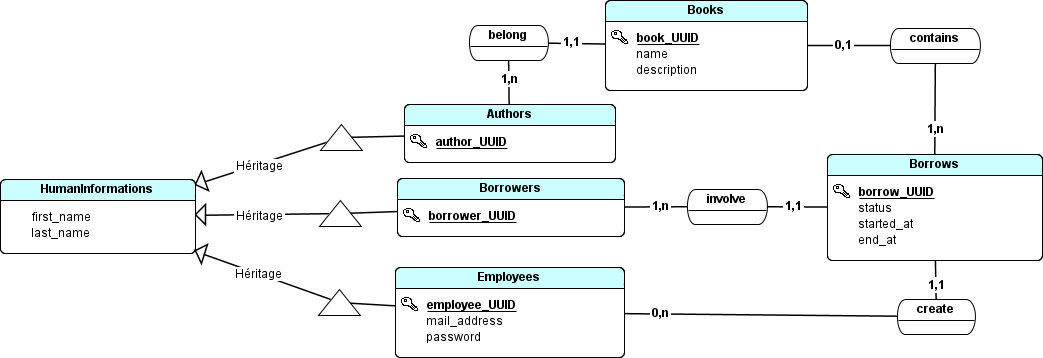 Books
book_UUID
name
description
belong
1,1
0,1
contains
1,n
1,n
Authors
author_UUID
Héritage
HumanInformations
first_name
last_name
Héritage
Borrowers
borrower_UUID
1,n
involve
1,1
Borrows
borrow_UUID
status
started_at
end_at
Héritage
Employees
employee_UUID
mail_address
password
0,n
1,1
create